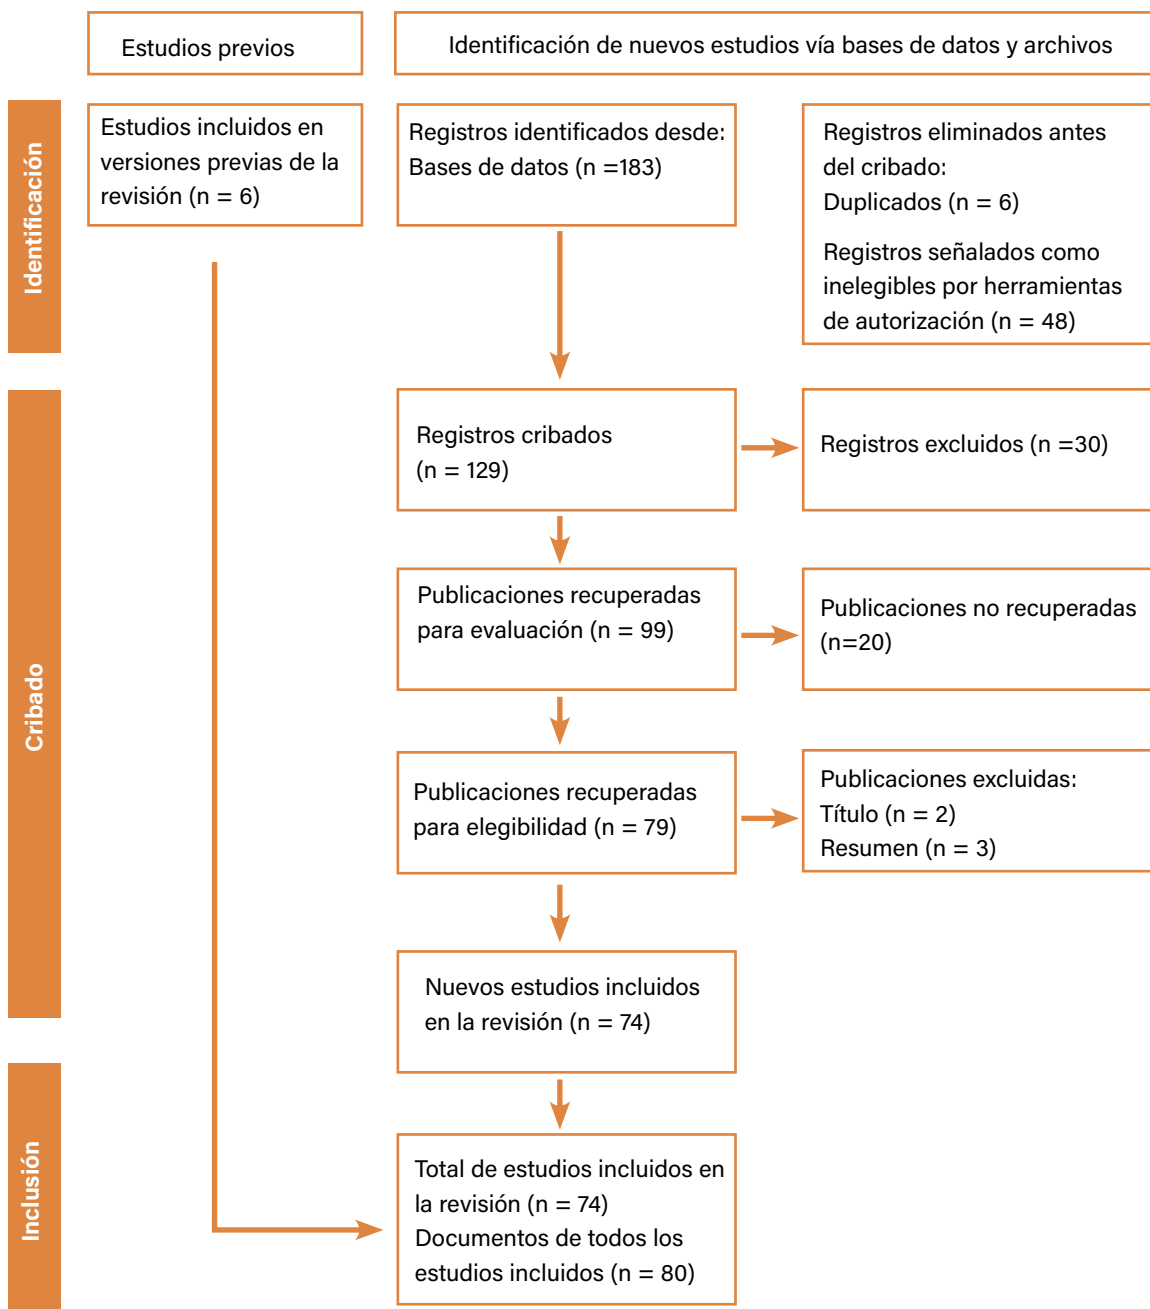 Estudios previos
Identificación de nuevos estudios vía bases de datos y archivos
Identificación
Estudios incluidos en
versiones previas de la
revisión (n = 6)
Registros identificados desde:
Bases de datos (n =183)
Registros eliminados antes
del cribado:
Duplicados (n = 6)
Registros señalados como
inelegibles por herramientas
de autorización (n = 48)
Cribado
Registros cribados
(n = 129)
Registros excluidos (n =30)
Publicaciones recuperadas
para evaluación (n = 99)
Publicaciones no recuperadas
(n=20)
Publicaciones recuperadas
para elegibilidad (n = 79)
Publicaciones excluidas:
Título (n = 2)
Resumen (n = 3)
Nuevos estudios incluidos
en la revisión (n = 74)
Inclusión
Total de estudios incluidos en
la revisión (n = 74)
Documentos de todos los
estudios incluidos (n = 80)